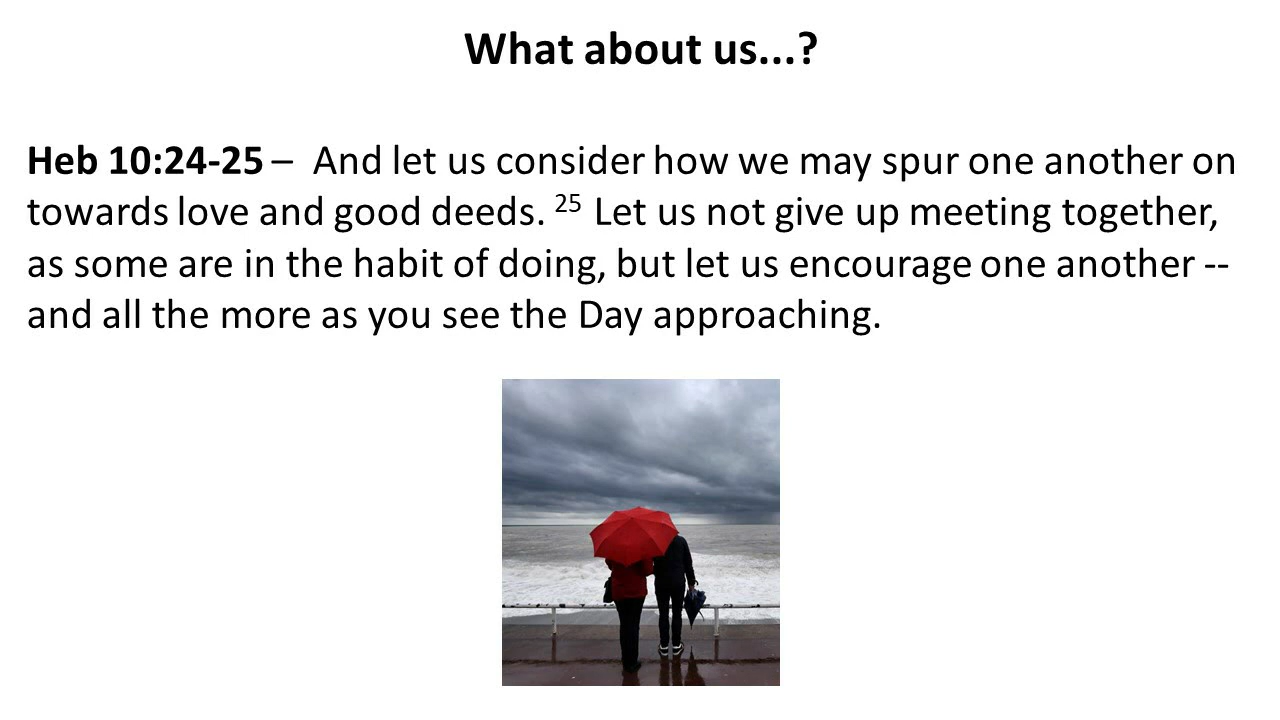 What about us...?
Heb 10:24-25 – And let us consider how we may spur one another on
towards love and good deeds. 25 Let us not give up meeting together,
as some are in the habit of doing, but let us encourage one another --
and all the more as you see the Day approaching.